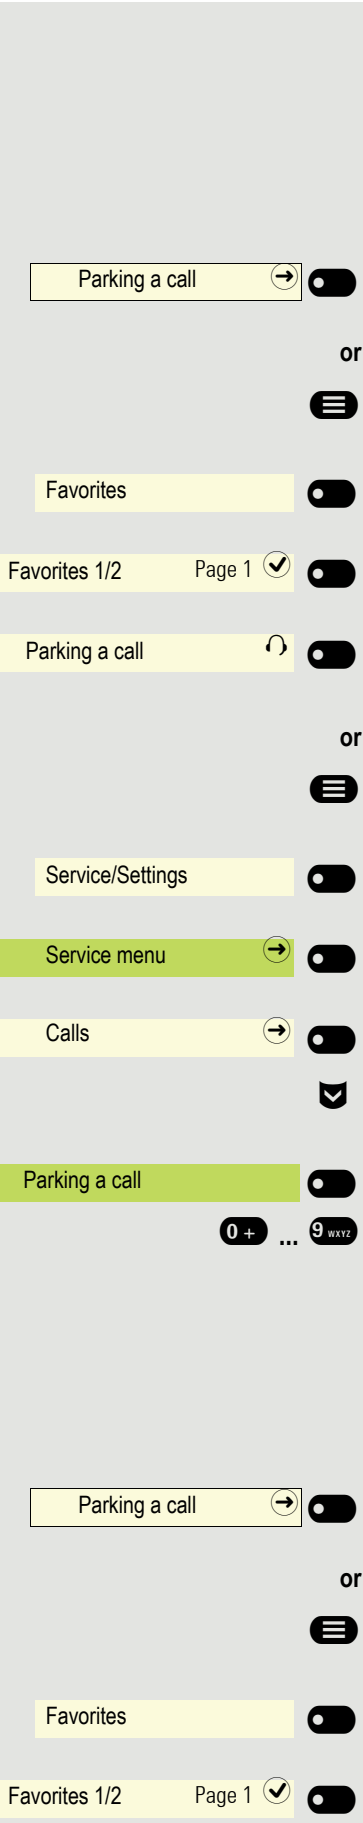 Parking a call
or
Favorites
Favorites 1/2 Page 1
Parking a call
or
Service/Settings
Service menu
Calls
Parking a call
0 + ... 9 WXYZ
Parking a call
or
Favorites
Favorites 1/2 Page 1